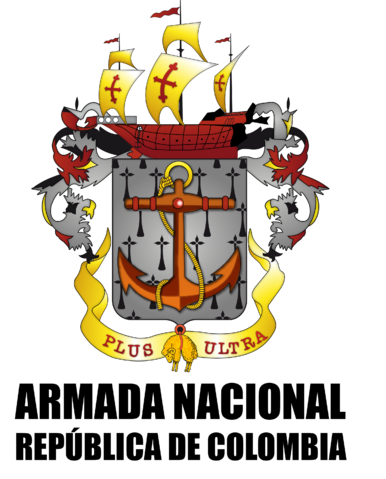 PLUS ULTRA
ARMADA NACIONAL
REPÚBLICA DE COLOMBIA